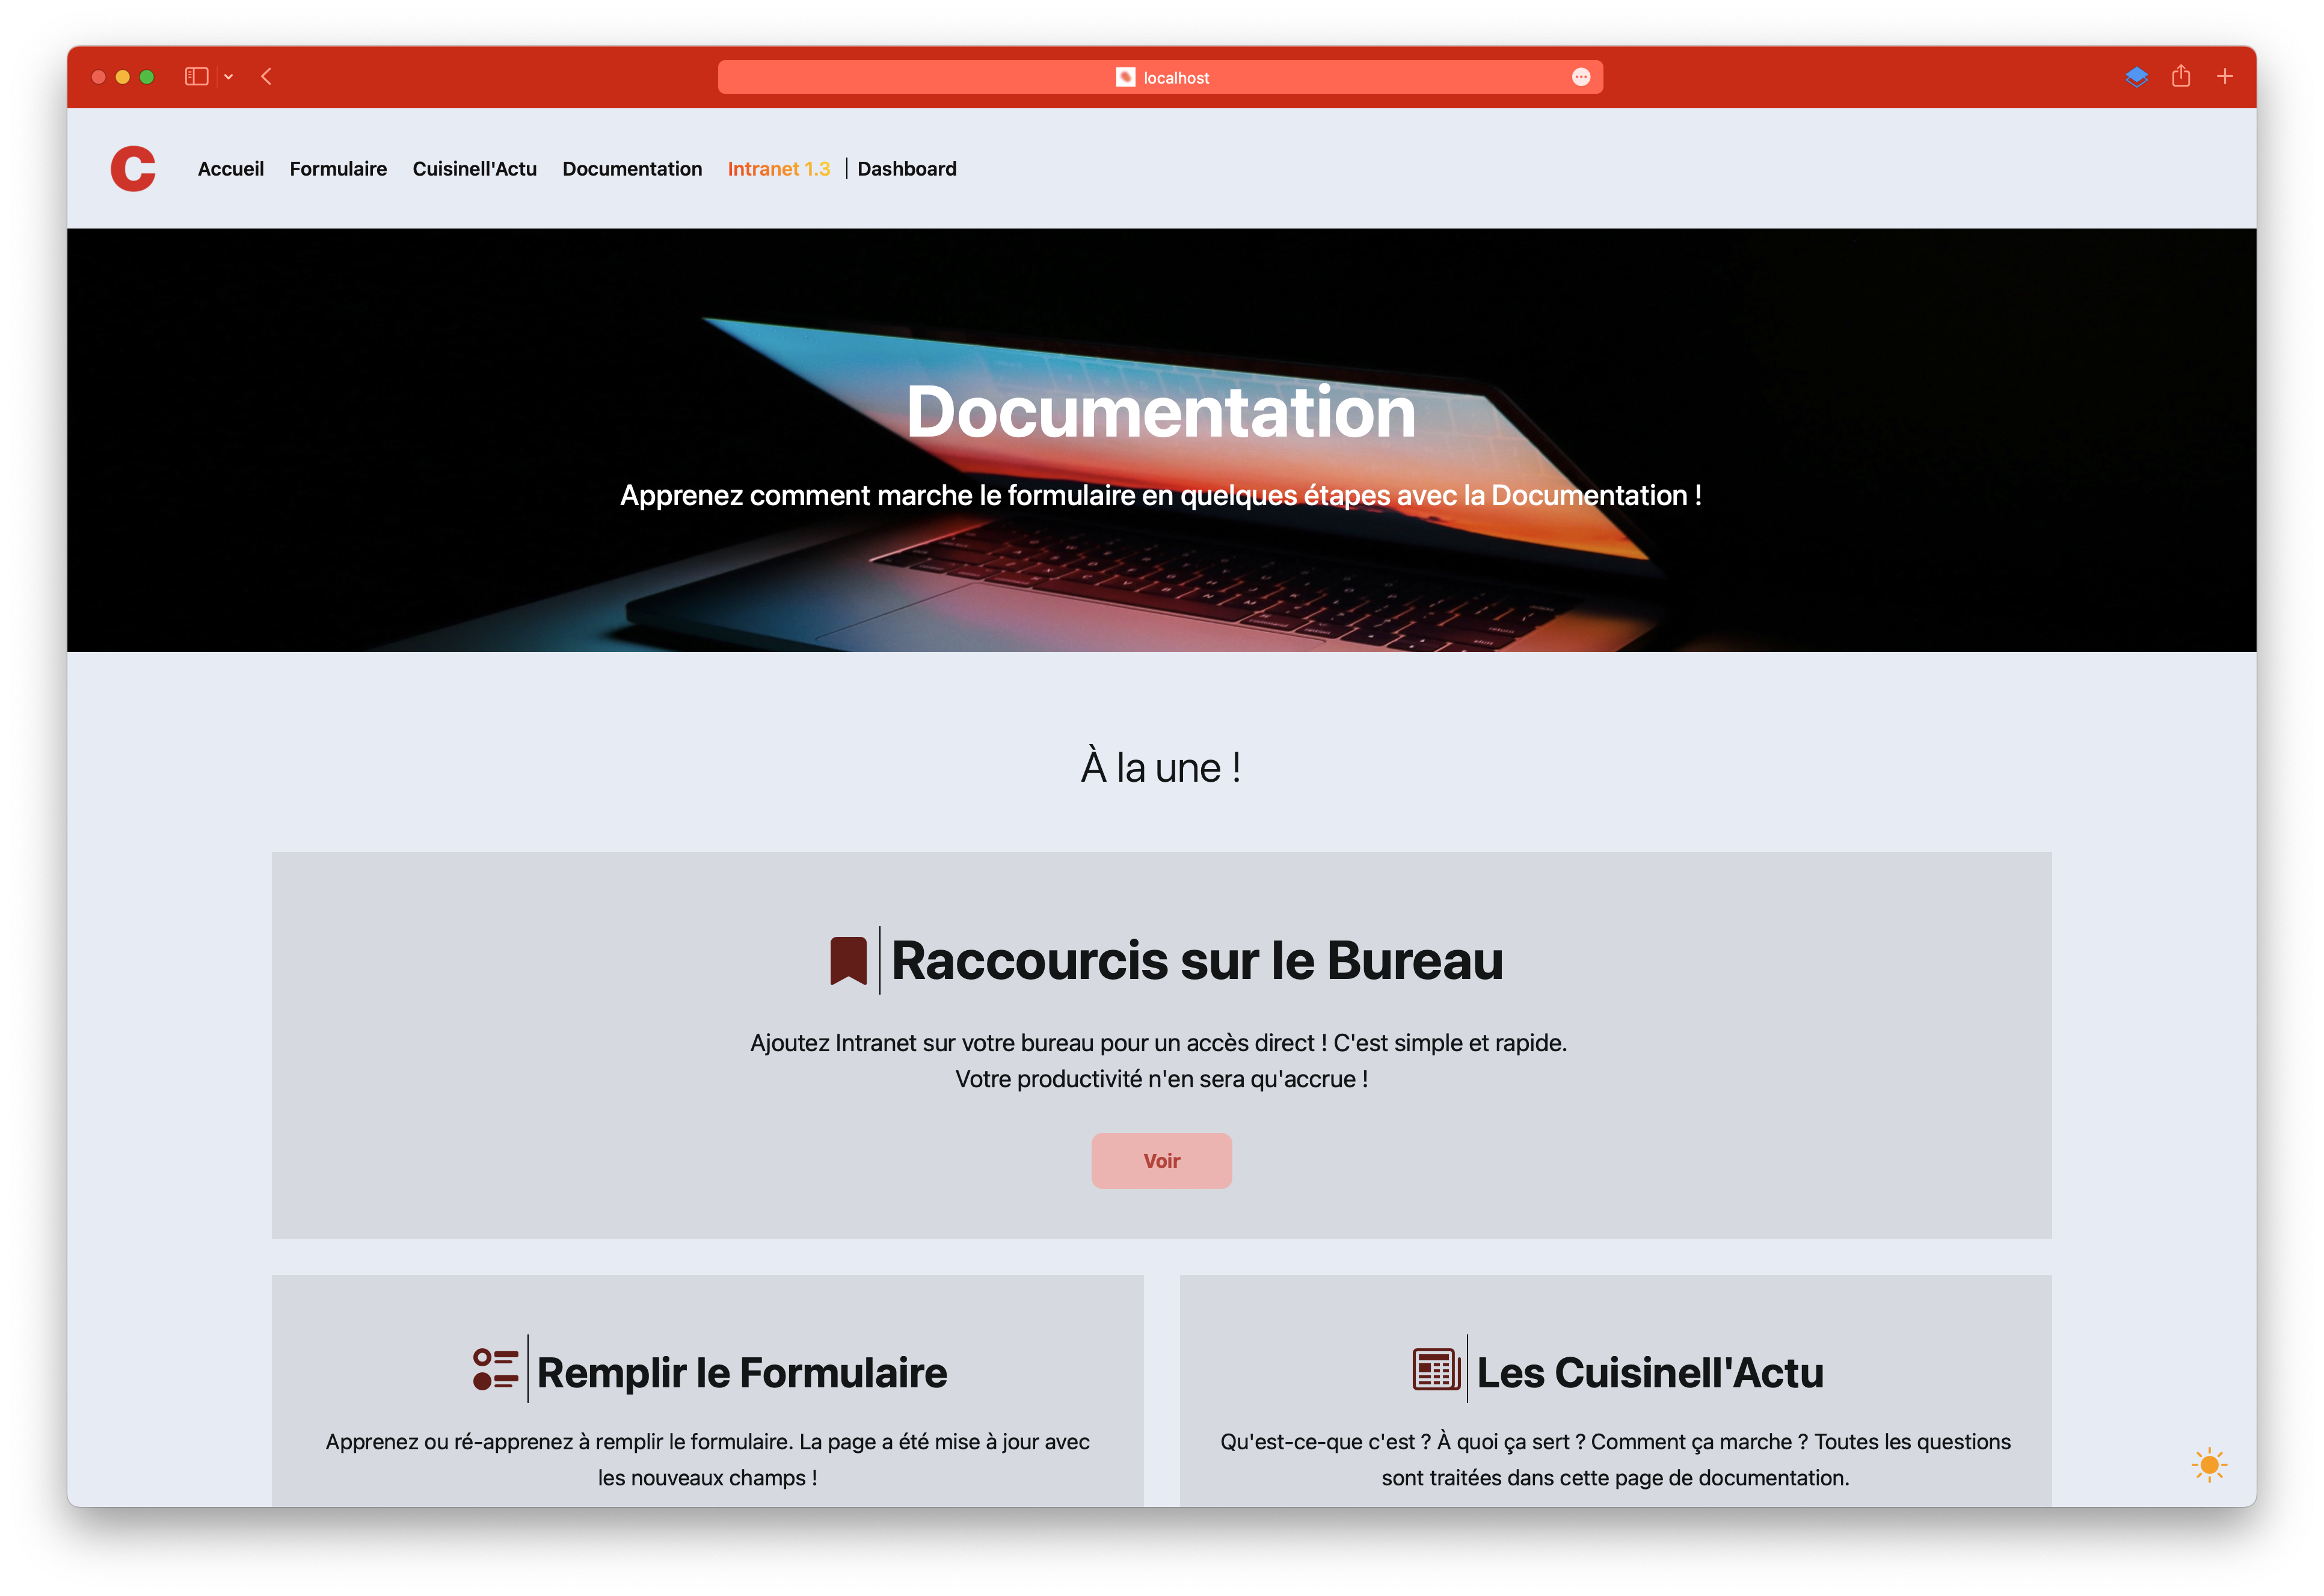 localhost
C
Accueil Formulaire Cuisinell'Actu Documentation Intranet 1.3 Dashboard
Documentation
Apprenez comment marche le formulaire en quelques étapes avec la Documentation !
À la une !
Raccourcis sur le Bureau
Ajoutez Intranet sur votre bureau pour un accès direct ! C'est simple et rapide.
Votre productivité n'en sera qu'accrue !
Voir
Remplir le Formulaire
Apprenez ou ré-apprenez à remplir le formulaire. La page a été mise à jour avec
les nouveaux champs !
Les Cuisinell'Actu
Qu'est-ce-que c'est ? À quoi ça sert ? Comment ça marche ? Toutes les questions
sont traitées dans cette page de documentation.